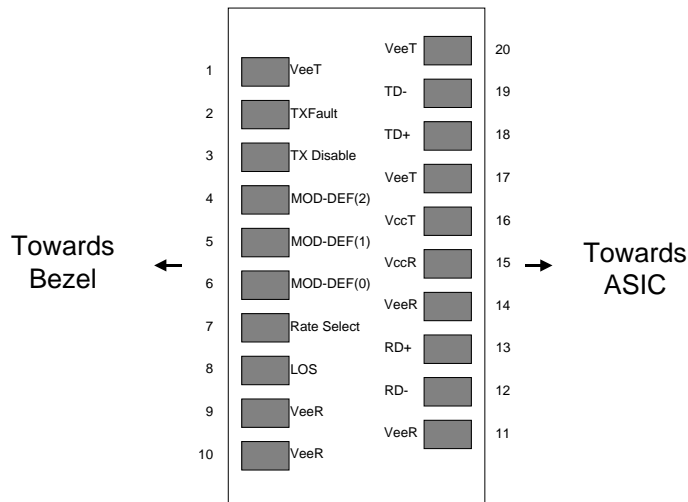 VeeT 20
1 VeeT
TD- 19
2 TXFault
TD+ 18
3 TX Disable
VeeT 17
4 MOD-DEF(2)
VccT 16
5 MOD-DEF(1)
Towards
Bezel
VccR 15
Towards
ASIC
6 MOD-DEF(0)
VeeR 14
7 Rate Select
RD+ 13
8 LOS
RD- 12
9 VeeR
VeeR 11
10 VeeR